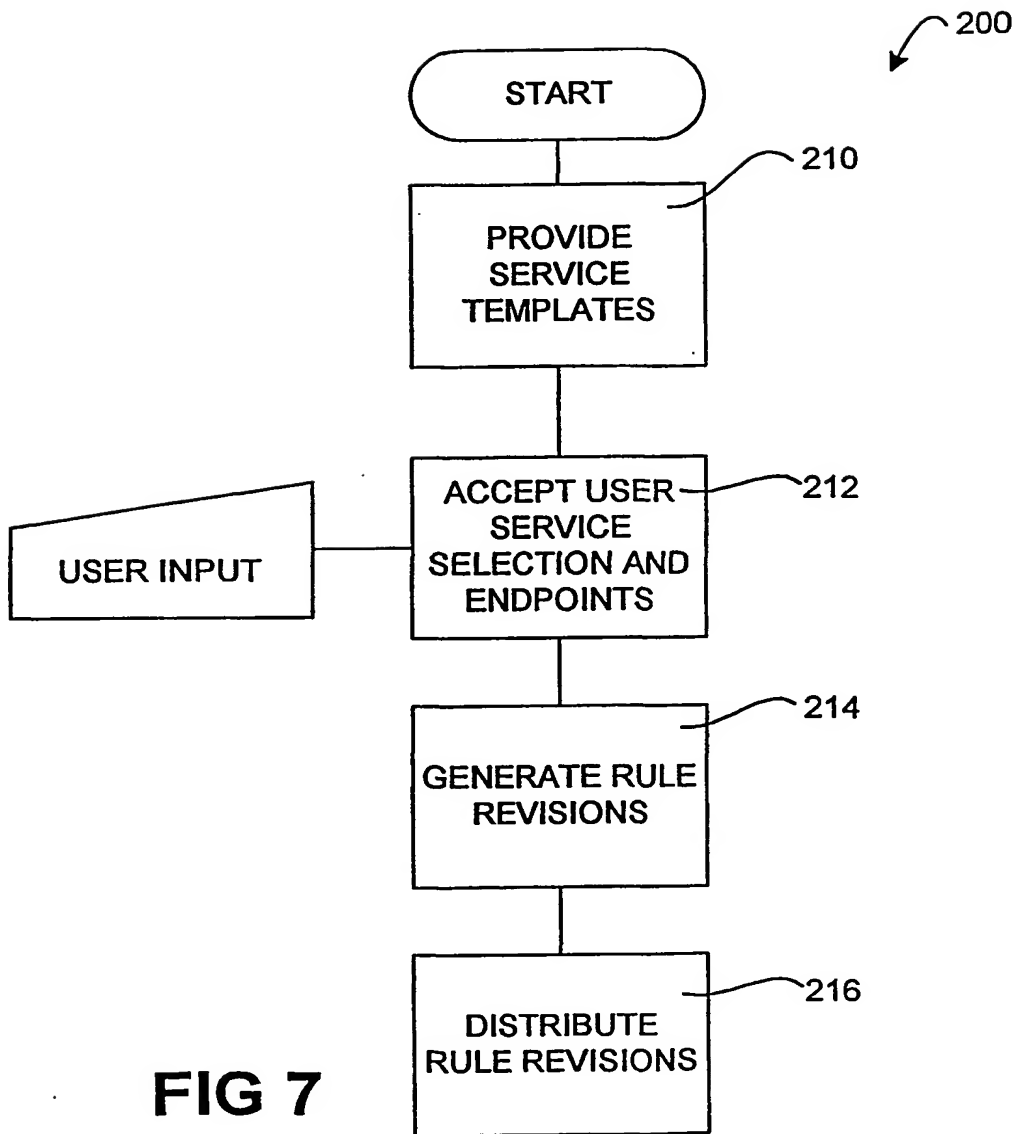 200
START
210
PROVIDE
SERVICE
TEMPLATES
ACCEPT USER
212
SERVICE
SELECTION AND
ENDPOINTS
USER INPUT
214
GENERATE RULE
REVISIONS
216
DISTRIBUTE
RULE REVISIONS
FIG 7